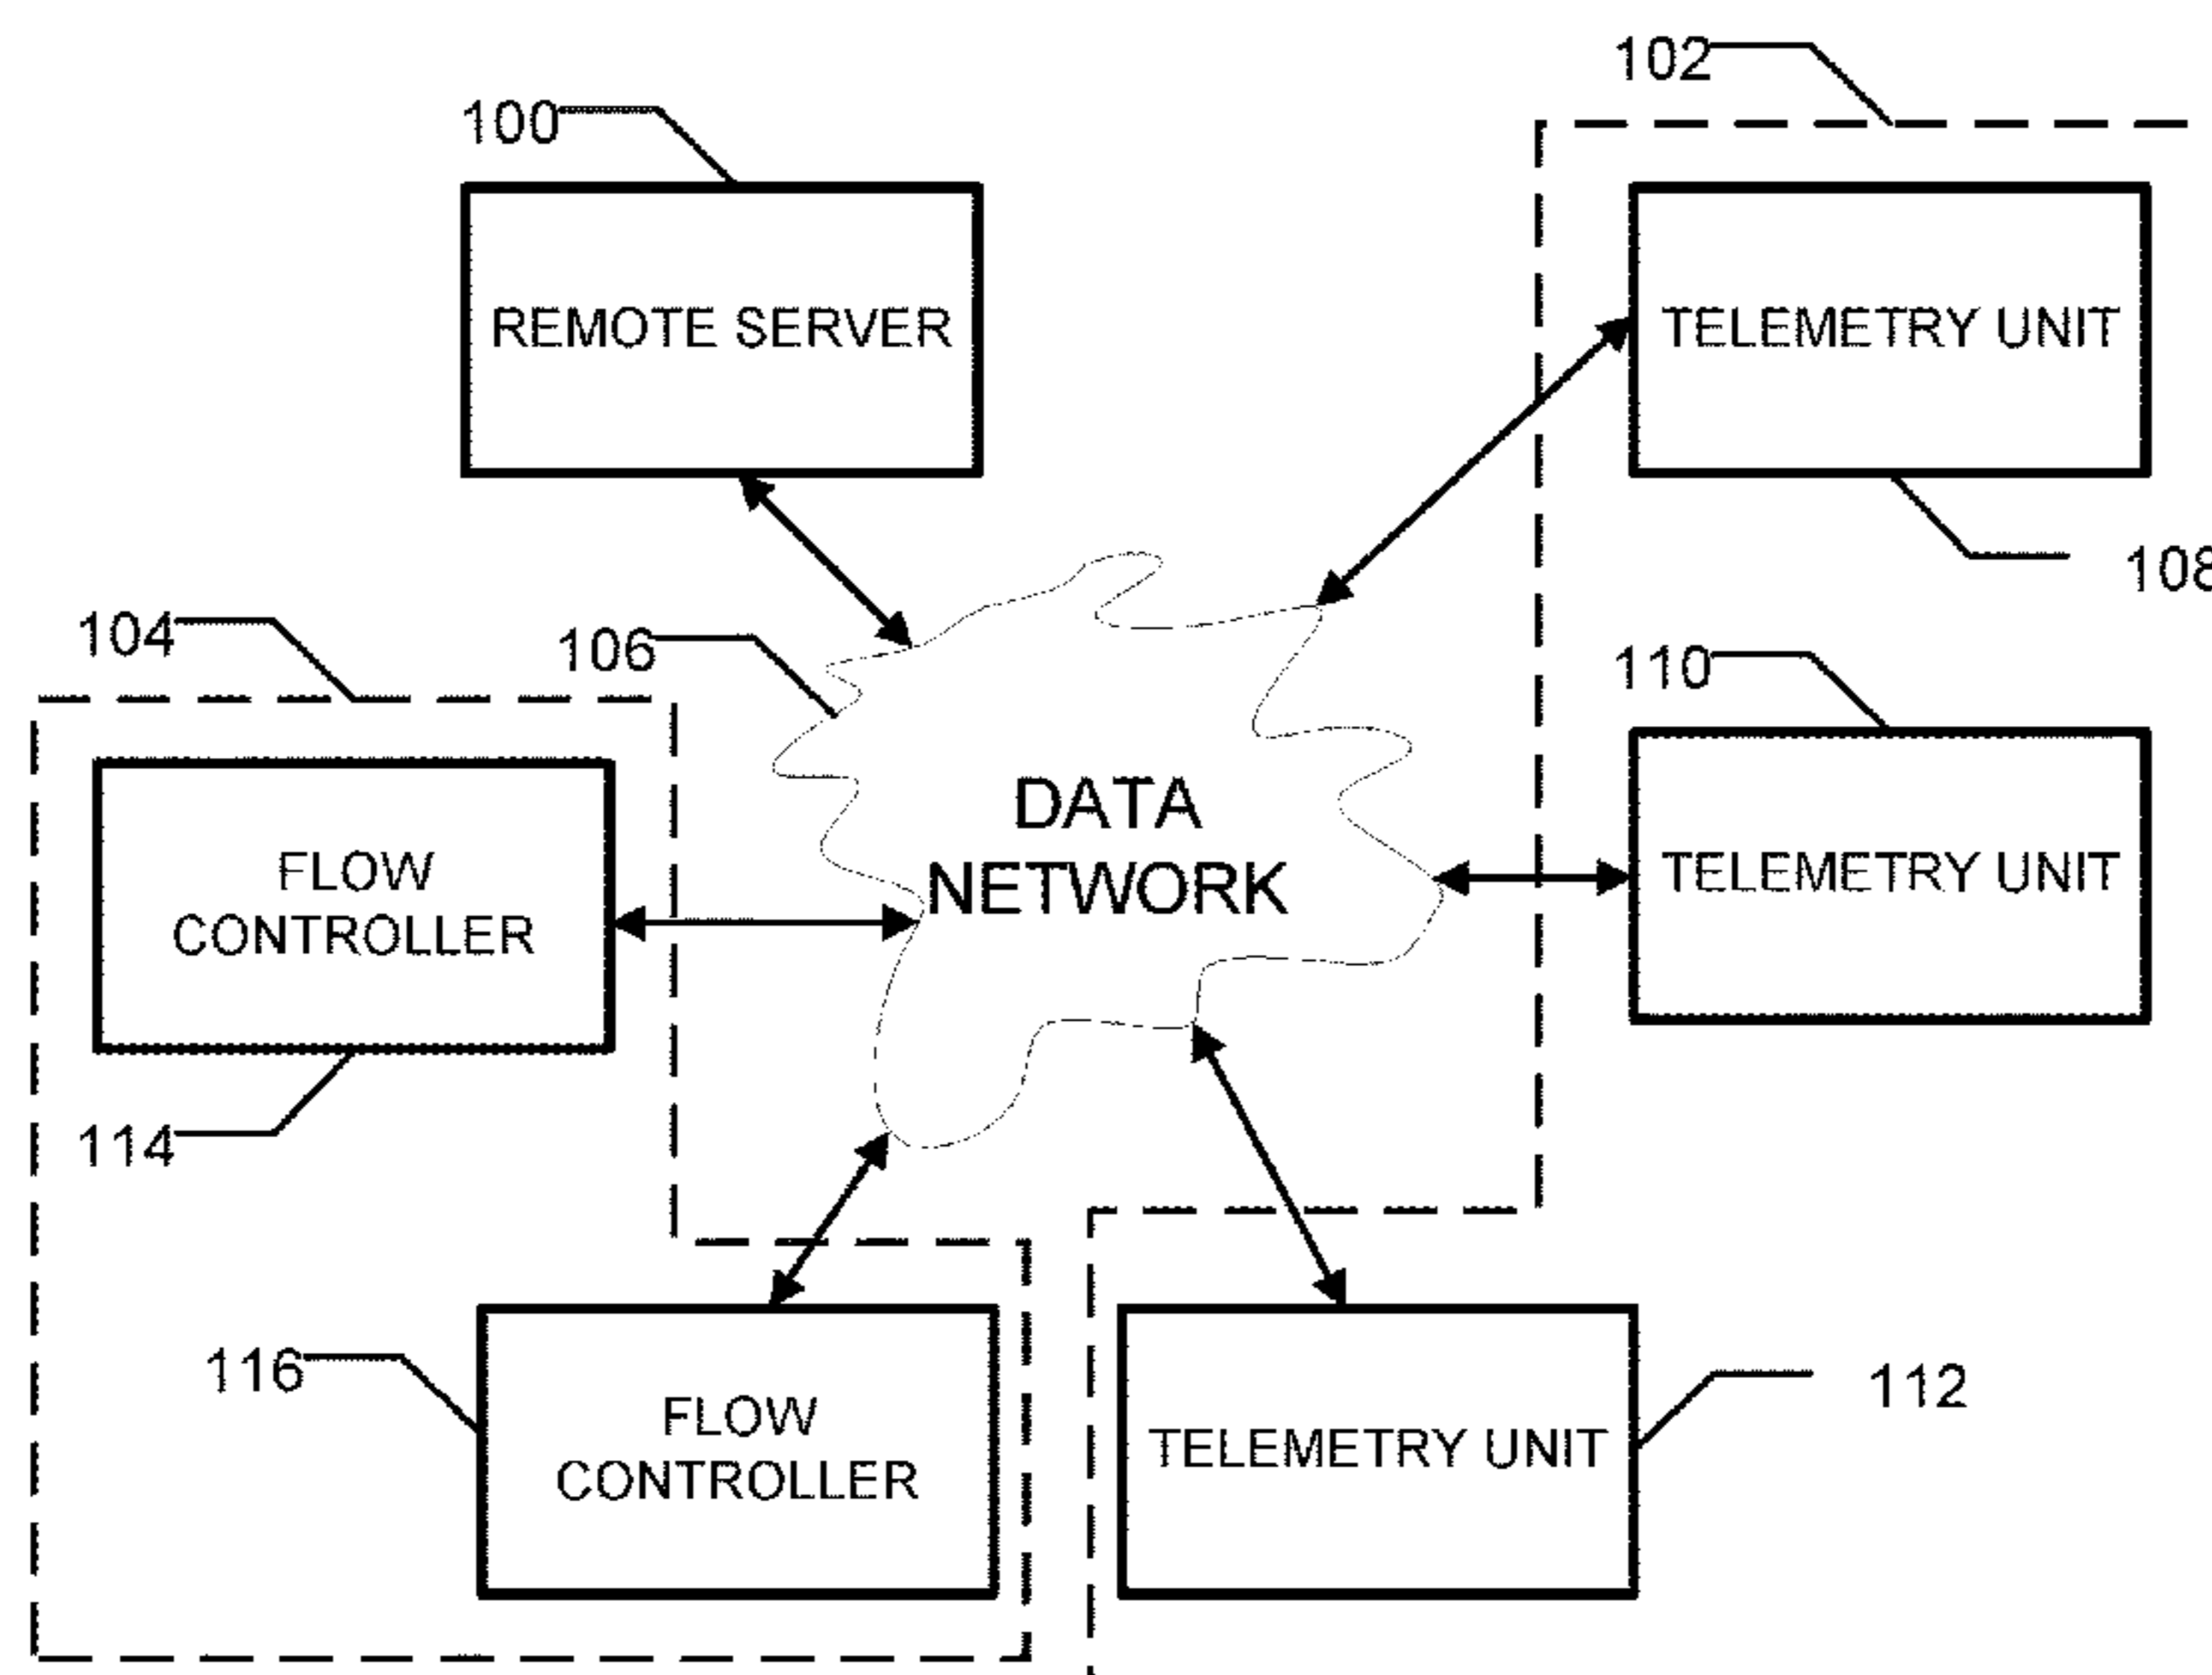 102
100
REMOTE SERVER
TELEMETRY UNIT
108
104
106
110
DATA
NETWORK
FLOW
CONTROLLER
TELEMETRY UNIT
114
116
FLOW
CONTROLLER
TELEMETRY UNIT
112